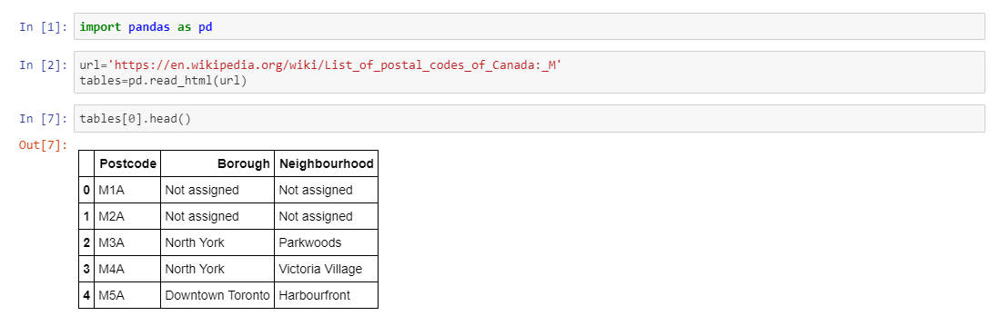 In [1]: import pandas as pd
In [2]: url='https://en.wikipedia.org/wiki/List_of_postal_codes_of_Canada:_M'
tables=pd.read_html(url)
In [7]: tables[0].head()
Out[7]:
Postcode Borough Neighbourhood
0 M1A Not assigned Not assigned
1 M2A Not assigned Not assigned
2 M3A North York Parkwoods
3 M4A North York Victoria Village
4 M5A Downtown Toronto Harbourfront